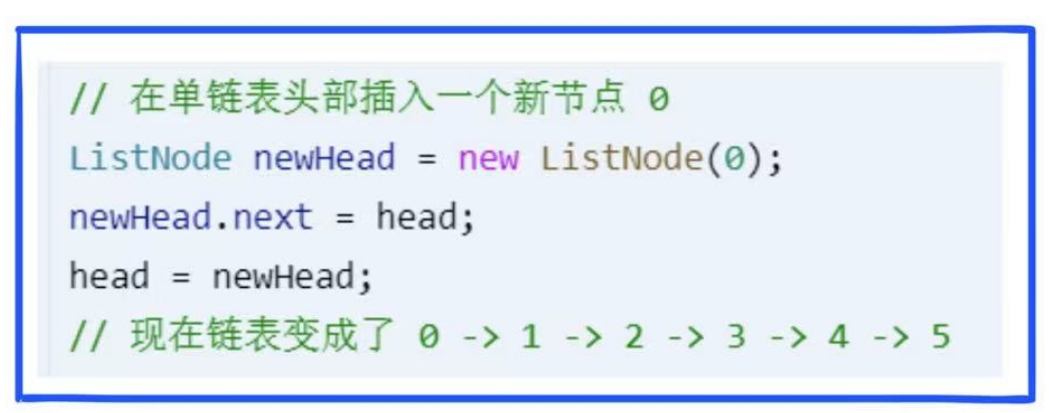 // 在单链表头部插入一个新节点 0
ListNode newHead = new ListNode(0);
newHead.next = head;
head = newHead;
// 现在链表变成了 0 -> 1 -> 2 -> 3 -> 4 -> 5